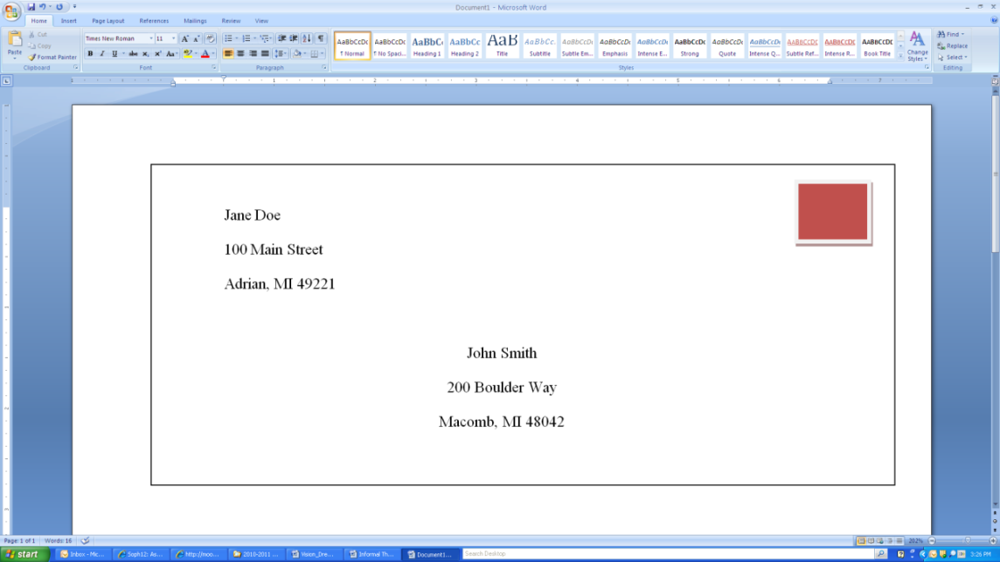 Document1 - Microsoft Word
Home Insert Page Layout References Mailings Review View
Paste
Cut
Copy
Format Painter
Clipboard
Times New Roman 11
Font
Paragraph
AaBbCcDc AaBbCcDc AaBbC AaBbCc AaB AaBbCc. AaBbCcDc AaBbCcDc AaBbCcDc AaBbCcDc AaBbCcDc AaBbCcDc AaBbCcDc AaBbCcDc AaBbCcDc
¶ Normal ¶ No Spaci... Heading 1 Heading 2 Title Subtitle Subtle Em... Emphasis Intense E... Strong Quote Intense Q... Subtle Ref... Intense R... Book Title
Change Styles
Styles
Find
Replace
Select
Editing
Jane Doe
100 Main Street
Adrian, MI 49221
John Smith
200 Boulder Way
Macomb, MI 48042
Page: 1 of 1 Words: 16
202%
start Inbox - Mic... Soph12: As... http://moo... 2010-2011 ... Vision_Dre... Informal Th... Document1... Search Desktop 3:26 PM